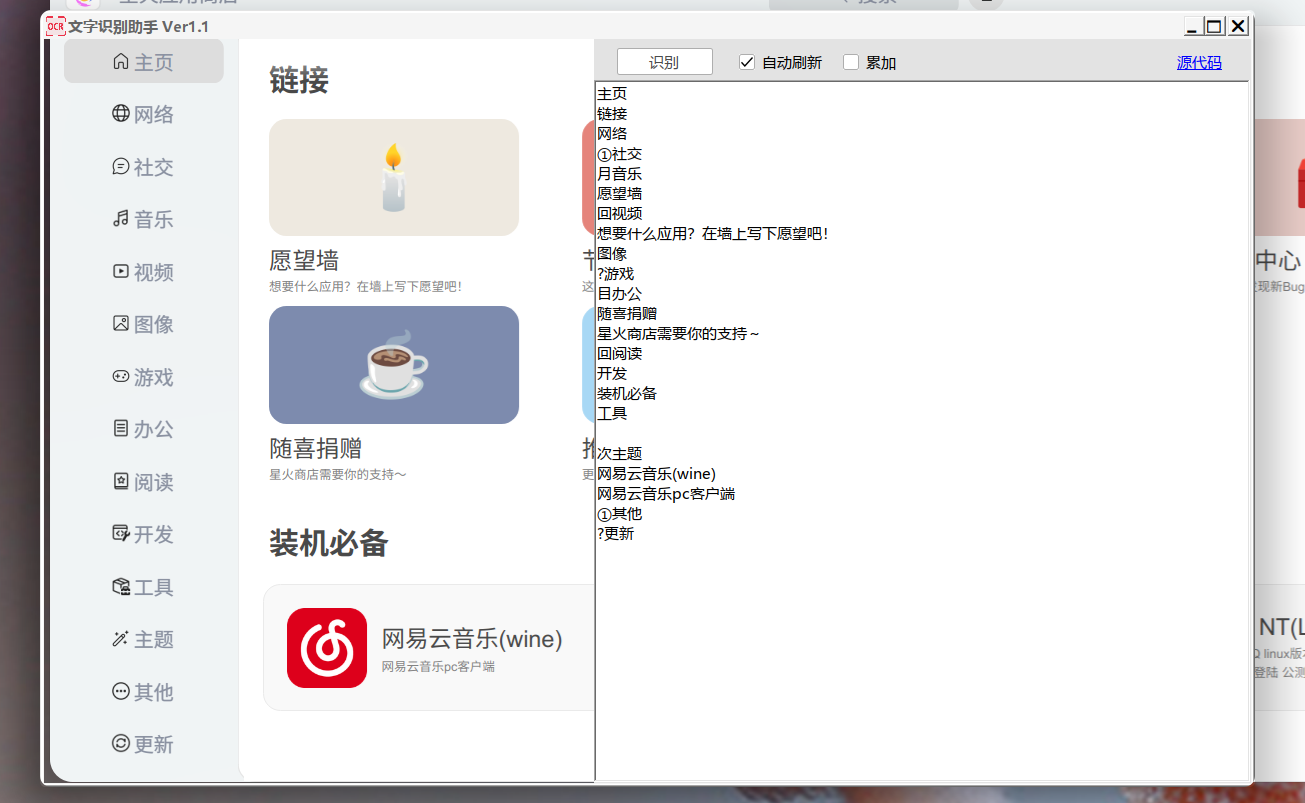 OCR 文字识别助手 Ver1.1
主页
网络
社交
音乐
视频
图像
游戏
办公
阅读
开发
工具
主题
其他
更新
链接
愿望墙
想要什么应用？在墙上写下愿望吧！
随喜捐赠
星火商店需要你的支持～
装机必备
网易云音乐(wine)
网易云音乐pc客户端
识别
自动刷新
累加
源代码
主页
链接
网络
①社交
月音乐
愿望墙
回视频
想要什么应用？在墙上写下愿望吧！
图像
?游戏
目办公
随喜捐赠
星火商店需要你的支持～
回阅读
开发
装机必备
工具
次主题
网易云音乐(wine)
网易云音乐pc客户端
①其他
?更新
中心
现新Bug
NT(L
Q linux版本
登陆 公测